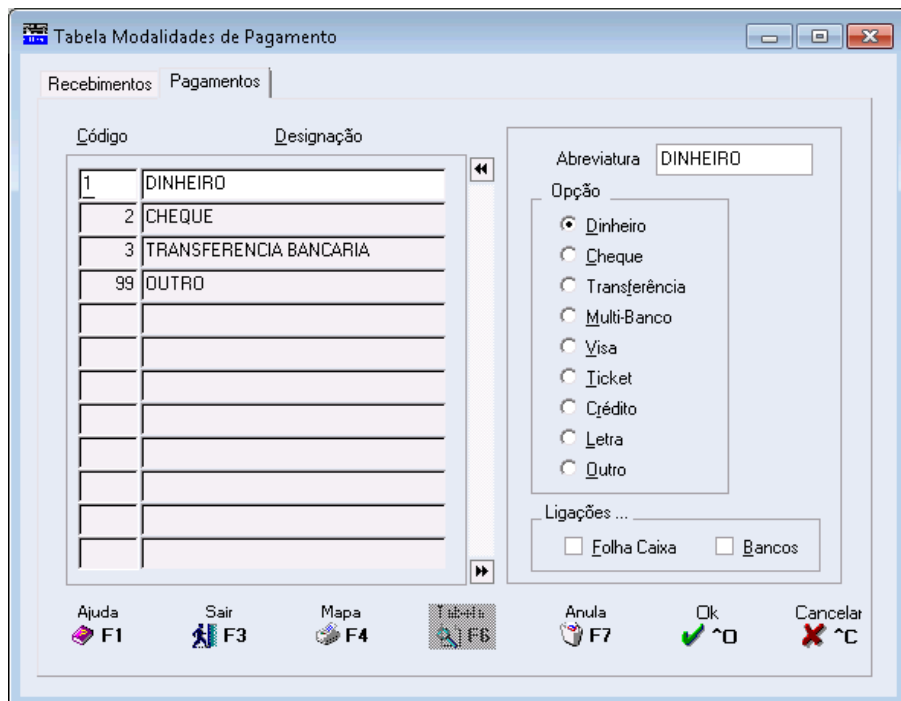 Tabela Modalidades de Pagamento
Recebimentos Pagamentos
Código Designação
1 DINHEIRO
2 CHEQUE
3 TRANSFERENCIA BANCARIA
99 OUTRO
Abreviatura DINHEIRO
Opção
Dinheiro
Cheque
Transferência
Multi-Banco
Visa
Ticket
Crédito
Letra
Outro
Ligações ...
Folha Caixa Bancos
Ajuda Sair Mapa Tabela Anula Ok Cancelar
F1 F3 F4 F6 F7 ^O ^C